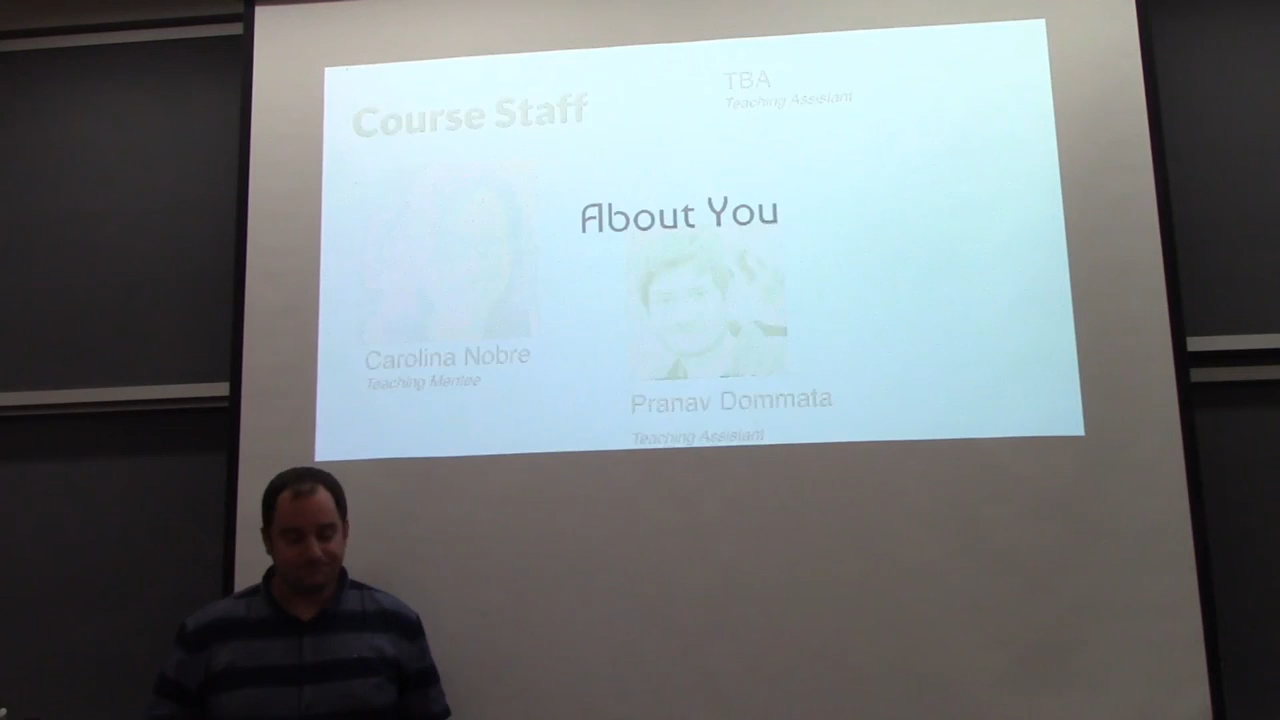 Course Staff
TBA
Teaching Assistant
About You
Carolina Nobre
Teaching Mentee
Pranav Dommata
Teaching Assistant